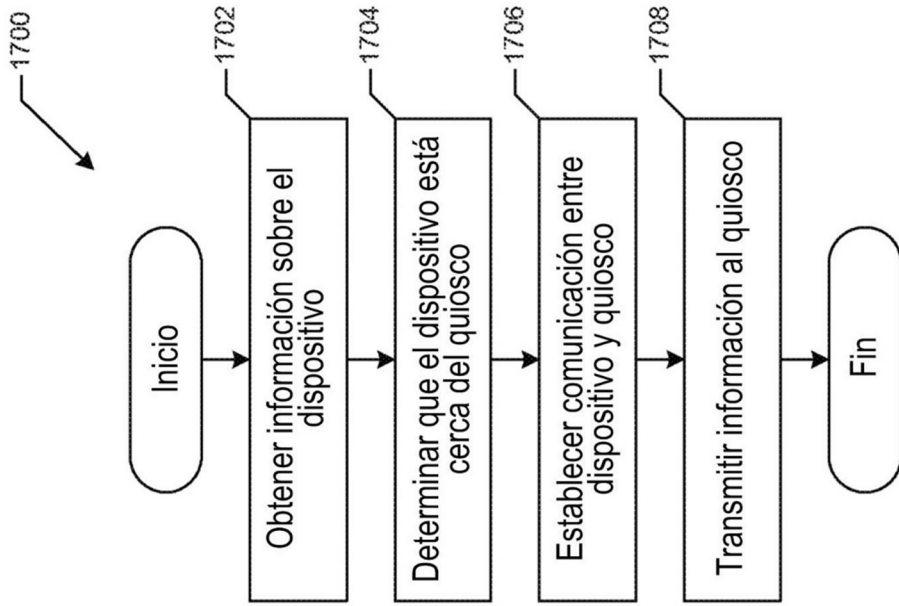 1700
Inicio
1702
Obtener información sobre el
dispositivo
1704
Determinar que el dispositivo está
cerca del quiosco
1706
Establecer comunicación entre
dispositivo y quiosco
1708
Transmitir información al quiosco
Fin